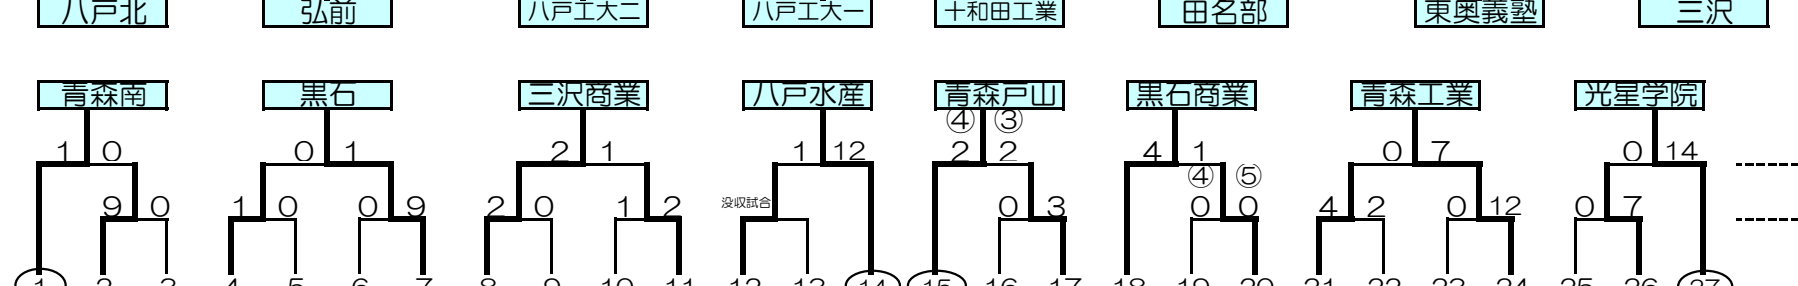 八戸北 弘前 八戸工大二 八戸工大一 十和田工業 田名部 東奥義塾 三沢
青森南 黒石 三沢商業 八戸水産 青森戸山 黒石商業 青森工業 光星学院
④ ③
1 0 0 1 2 1 1 12 2 2 4 1 0 7 0 14
④ ⑤
9 0 1 0 0 9 2 0 1 2 没収試合 0 3 0 0 4 2 0 12 0 7
1 2 3 4 5 6 7 8 9 10 11 12 13 14 15 16 17 18 19 20 21 22 23 24 25 26 27